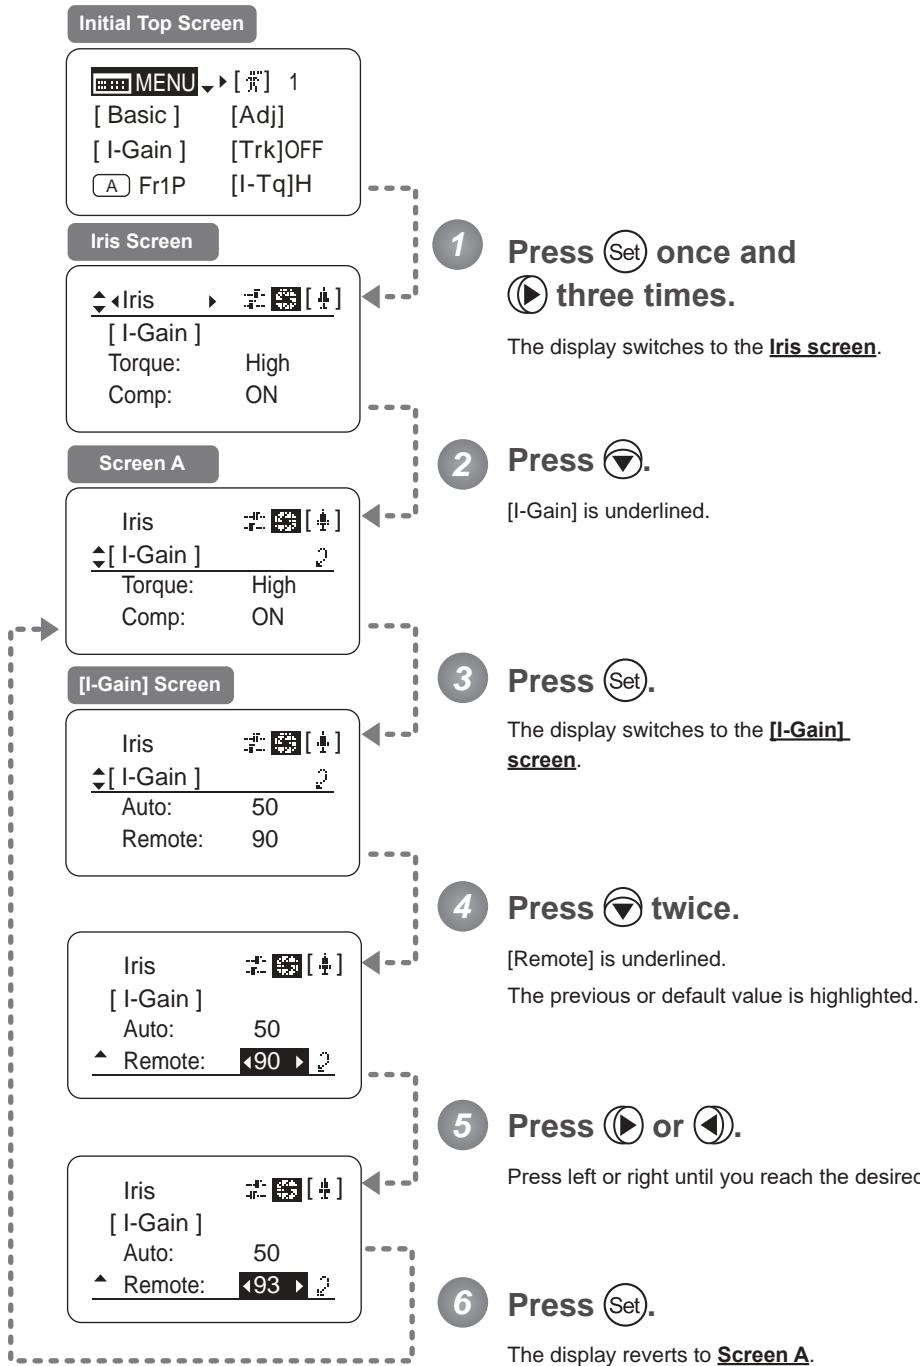 Initial Top Screen
MENU [ ] 1
[ Basic ] [Adj]
[ I-Gain ] [Trk]OFF
A Fr1P [I-Tq]H
Iris Screen
1 Press Set once and
three times.
Iris [ ]
[ I-Gain ]
Torque: High
Comp: ON
The display switches to the Iris screen.
Screen A
2 Press .
Iris [ ]
[ I-Gain ]
Torque: High
Comp: ON
[I-Gain] is underlined.
[I-Gain] Screen
3 Press Set.
Iris [ ]
[ I-Gain ]
Auto: 50
Remote: 90
The display switches to the [I-Gain]
screen.
4 Press twice.
Iris [ ]
[ I-Gain ]
Auto: 50
Remote: 90
[Remote] is underlined.
The previous or default value is highlighted.
5 Press or .
Iris [ ]
[ I-Gain ]
Auto: 50
Remote: 93
Press left or right until you reach the desired
6 Press Set.
The display reverts to Screen A.